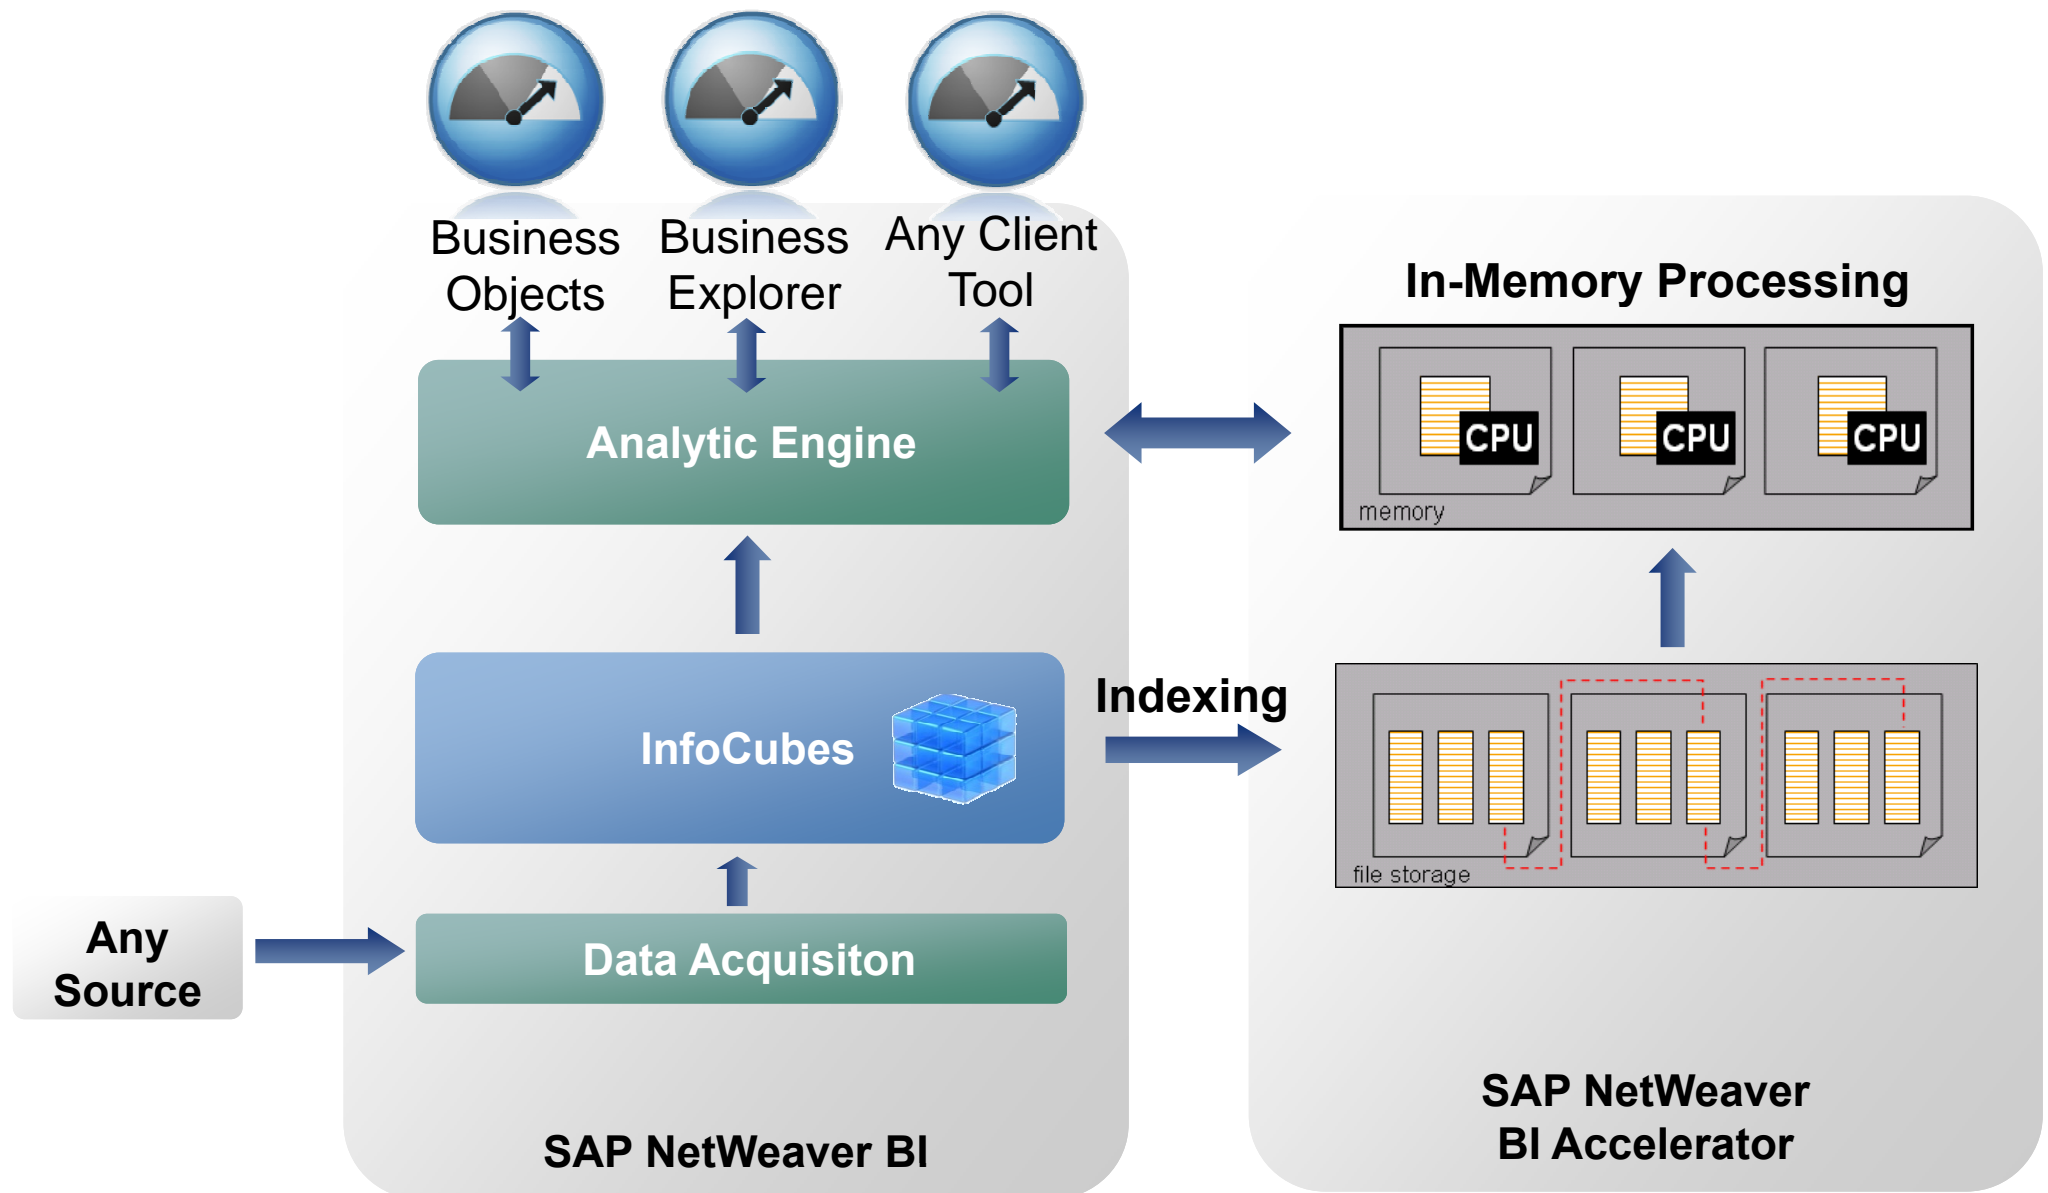 Business
Objects
Business
Explorer
Any Client
Tool
Analytic Engine
InfoCubes
Data Acquisiton
Any
Source
SAP NetWeaver BI
Indexing
In-Memory Processing
CPU
CPU
CPU
memory
file storage
SAP NetWeaver
BI Accelerator